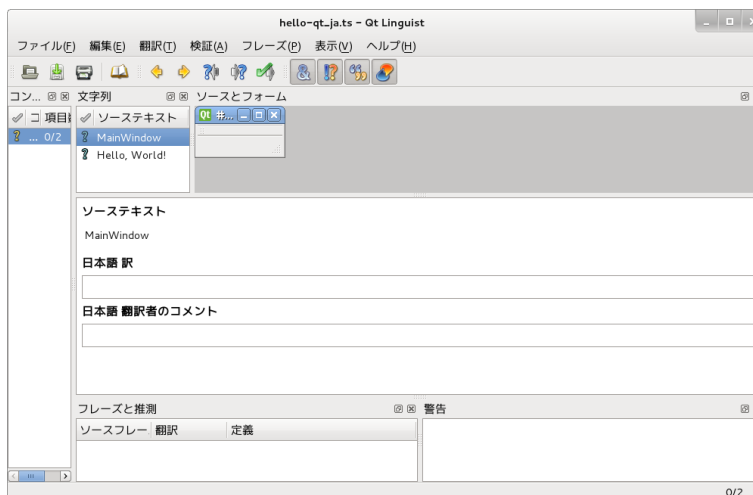 hello-qt_ja.ts - Qt Linguist
ファイル(F) 編集(E) 翻訳(T) 検証(A) フレーズ(P) 表示(V) ヘルプ(H)
コン... 文字列 ソースとフォーム
コ 項目 ソーステキスト Qt #...
... 0/2 MainWindow
Hello, World!
ソーステキスト
MainWindow
日本語 訳
日本語 翻訳者のコメント
フレーズと推測 警告
ソースフレー 翻訳 定義
0/2